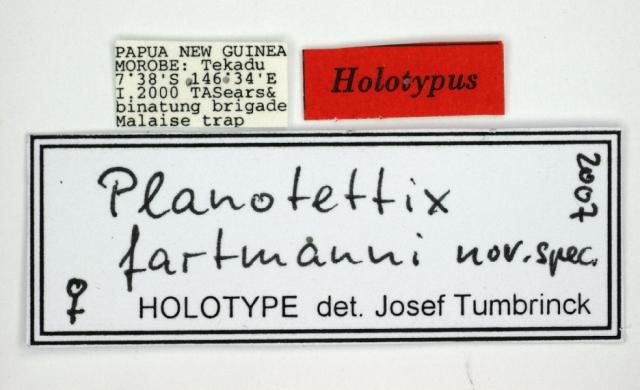 PAPUA NEW GUINEA
MOROBE: Tekadu
7°38'S 146°34'E
I.2000 TASears&
binatung brigade
Malaise trap
Holotypus
Planotettix
fartmanni nov. spec.
2007
♀ HOLOTYPE det. Josef Tumbrinck